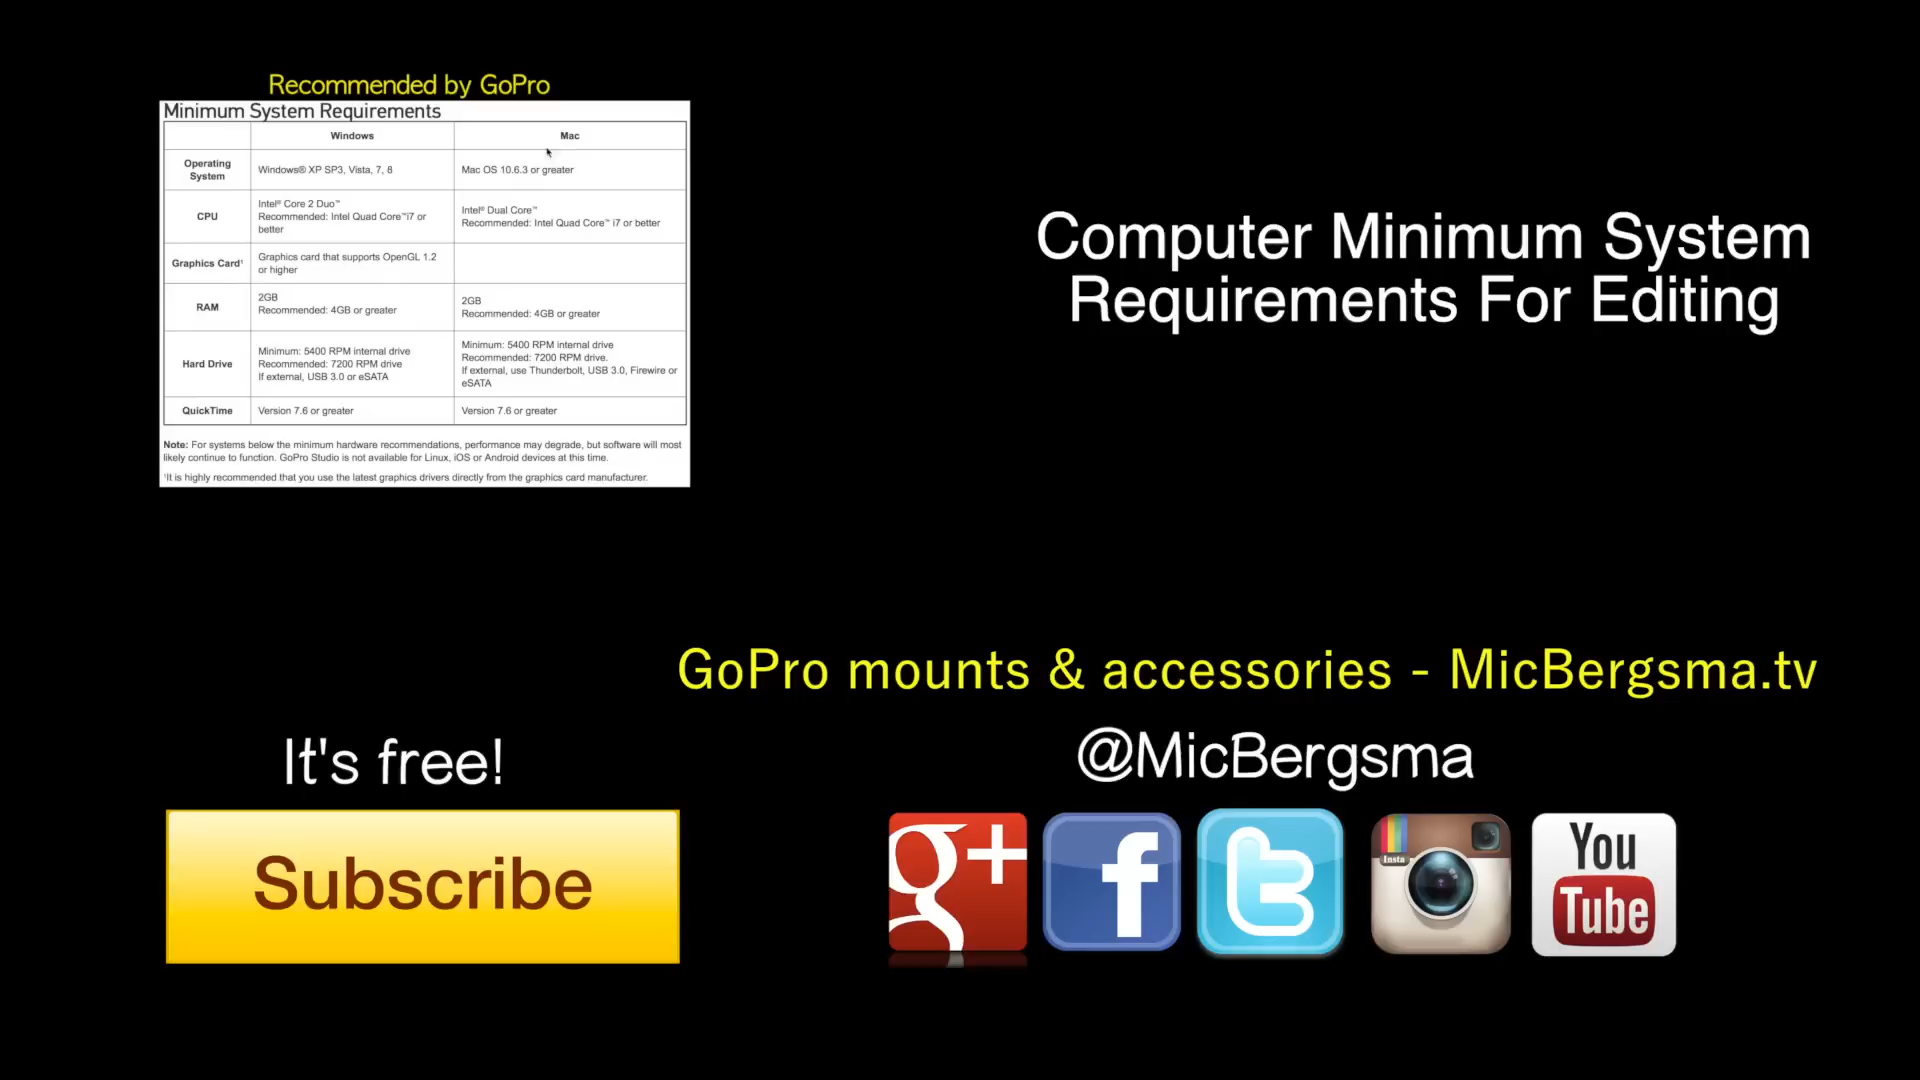 Recommended by GoPro
Minimum System Requirements
Windows
Mac
Operating
System
Windows® XP SP3, Vista, 7, 8
Mac OS 10.6.3 or greater
CPU
Intel® Core 2 Duo™
Recommended: Intel Quad Core™i7 or
better
Intel® Dual Core™
Recommended: Intel Quad Core™ i7 or better
Graphics Card¹
Graphics card that supports OpenGL 1.2
or higher
RAM
2GB
Recommended: 4GB or greater
2GB
Recommended: 4GB or greater
Hard Drive
Minimum: 5400 RPM internal drive
Recommended: 7200 RPM drive
If external, USB 3.0 or eSATA
Minimum: 5400 RPM internal drive
Recommended: 7200 RPM drive.
If external, use Thunderbolt, USB 3.0, Firewire or
eSATA
QuickTime
Version 7.6 or greater
Version 7.6 or greater
Note: For systems below the minimum hardware recommendations, performance may degrade, but software will most
likely continue to function. GoPro Studio is not available for Linux, iOS or Android devices at this time.
¹It is highly recommended that you use the latest graphics drivers directly from the graphics card manufacturer.
Computer Minimum System
Requirements For Editing
GoPro mounts & accessories - MicBergsma.tv
It's free!
Subscribe
@MicBergsma
g+
f
t
Insta
You
Tube